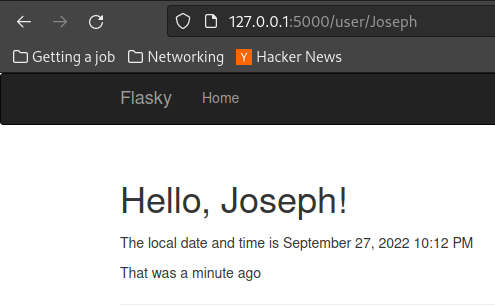 127.0.0.1:5000/user/Joseph
Getting a job Networking Y Hacker News
Flasky Home
Hello, Joseph!
The local date and time is September 27, 2022 10:12 PM
That was a minute ago